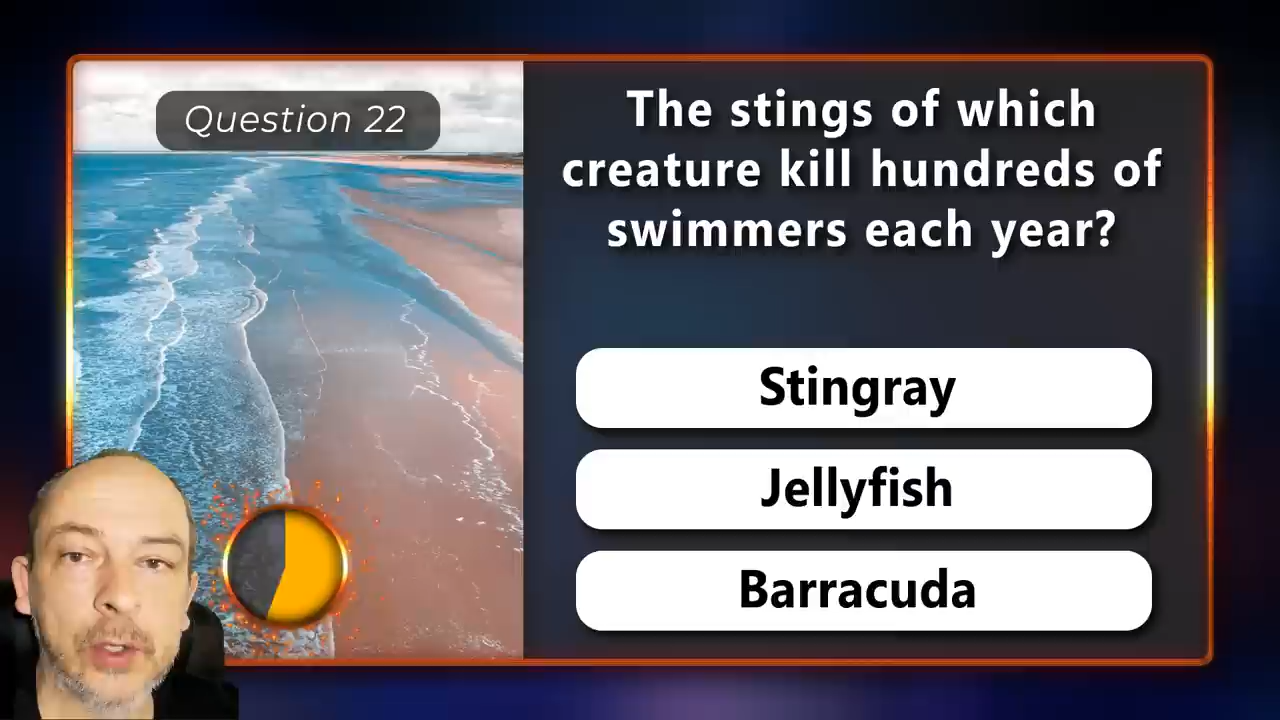 Question 22
The stings of which
creature kill hundreds of
swimmers each year?
Stingray
Jellyfish
Barracuda